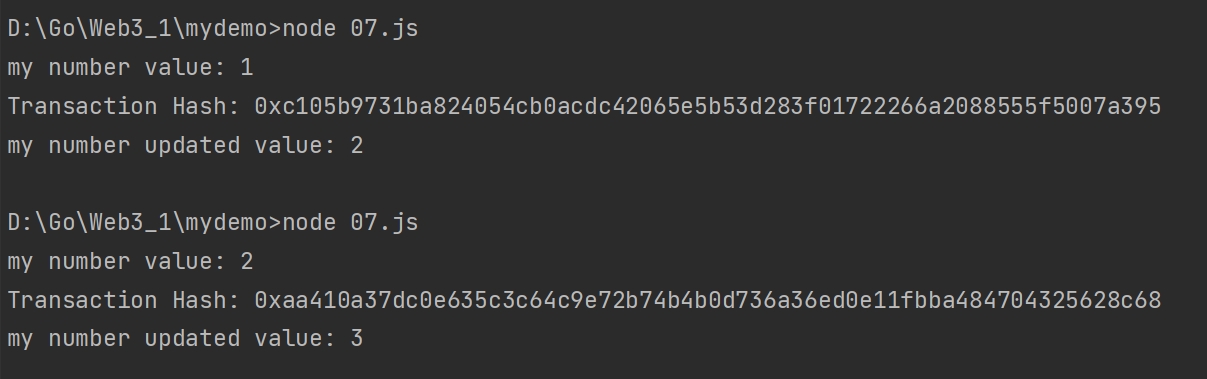 D:\Go\Web3_1\mydemo>node 07.js
my number value: 1
Transaction Hash: 0xc105b9731ba824054cb0acdc42065e5b53d283f01722266a2088555f5007a395
my number updated value: 2
D:\Go\Web3_1\mydemo>node 07.js
my number value: 2
Transaction Hash: 0xaa410a37dc0e635c3c64c9e72b74b4b0d736a36ed0e11fbba484704325628c68
my number updated value: 3